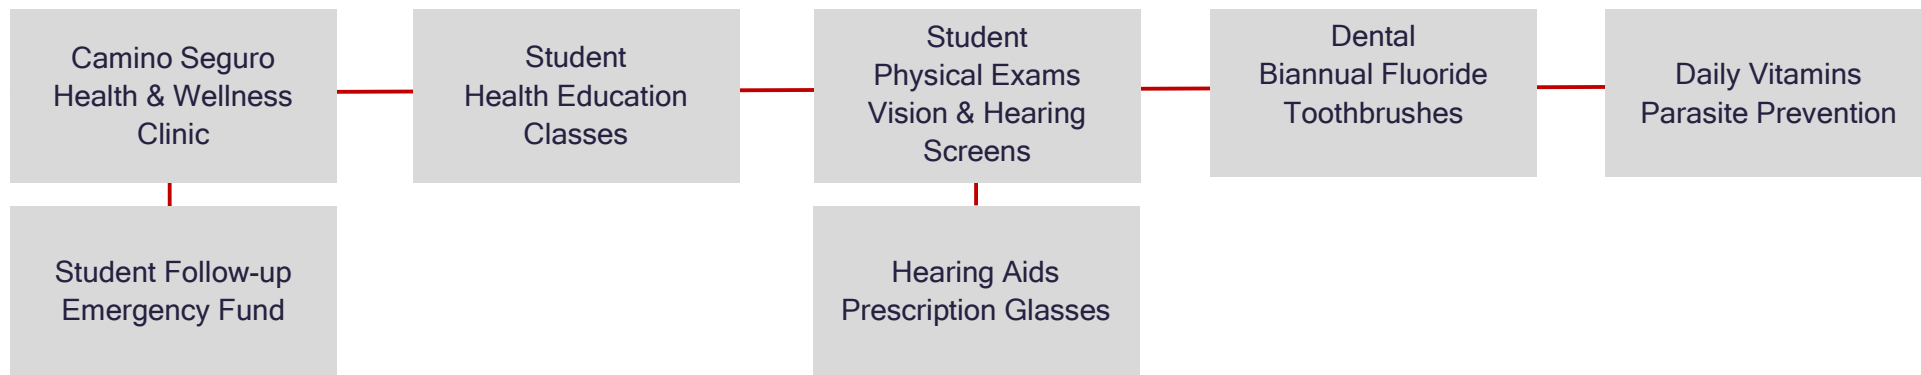 Camino Seguro
Health & Wellness
Clinic
Student
Health Education
Classes
Student
Physical Exams
Vision & Hearing
Screens
Dental
Biannual Fluoride
Toothbrushes
Daily Vitamins
Parasite Prevention
Student Follow-up
Emergency Fund
Hearing Aids
Prescription Glasses